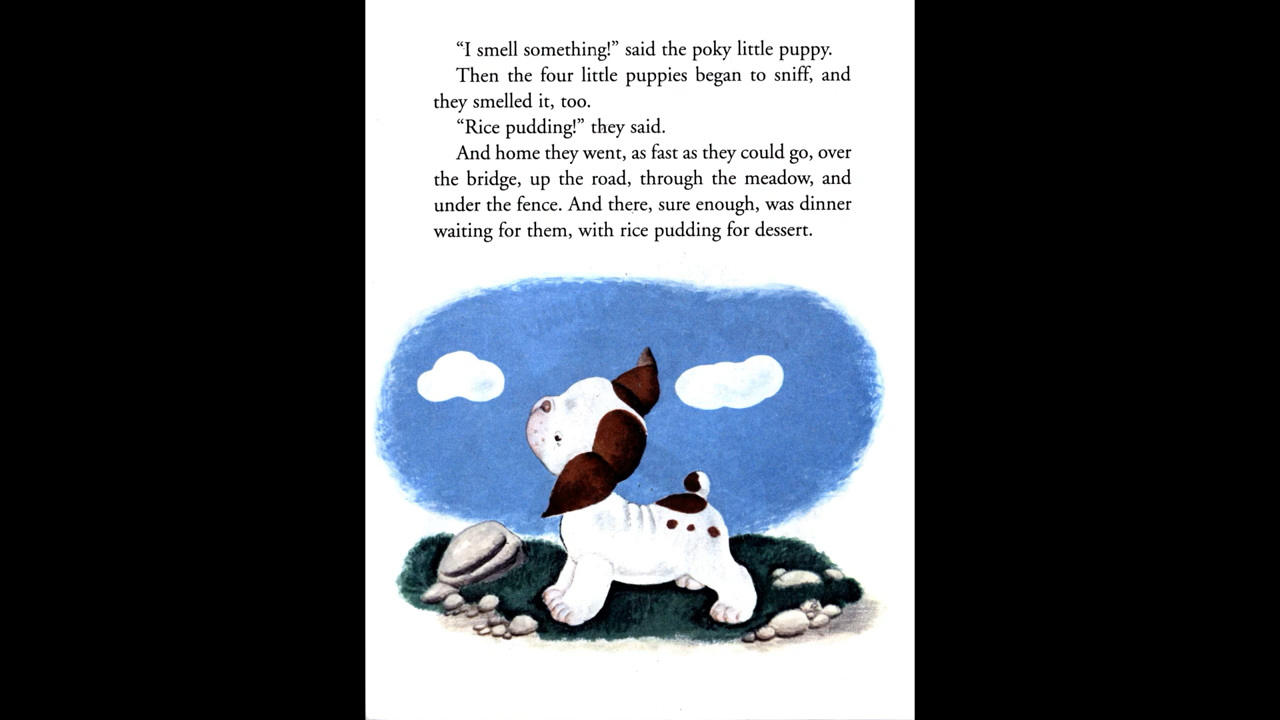 “I smell something!” said the poky little puppy.
Then the four little puppies began to sniff, and
they smelled it, too.
“Rice pudding!” they said.
And home they went, as fast as they could go, over
the bridge, up the road, through the meadow, and
under the fence. And there, sure enough, was dinner
waiting for them, with rice pudding for dessert.